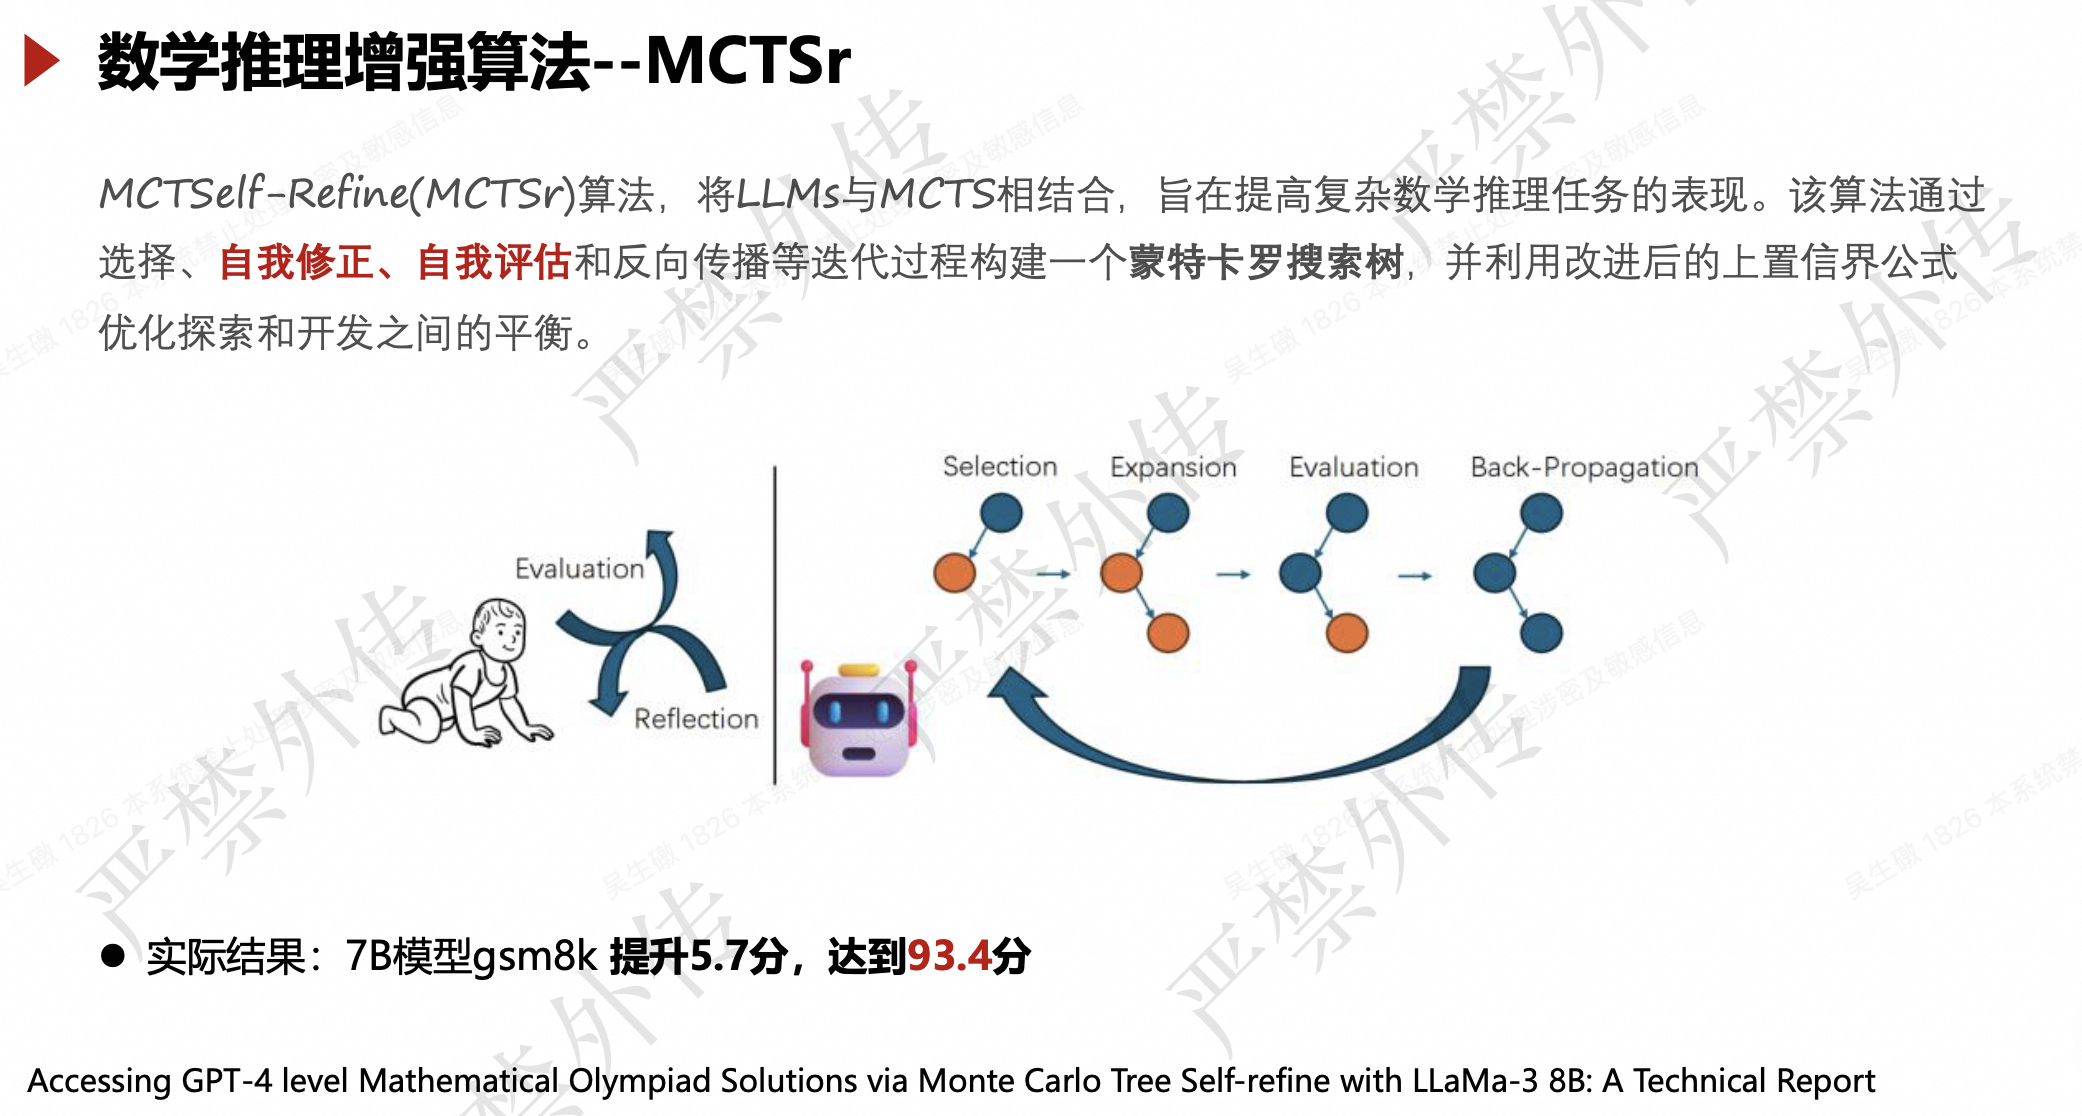 数学推理增强算法--MCTSr
MCTSelf-Refine(MCTSr)算法，将LLMs与MCTS相结合，旨在提高复杂数学推理任务的表现。该算法通过
选择、自我修正、自我评估和反向传播等迭代过程构建一个蒙特卡罗搜索树，并利用改进后的上置信界公式
优化探索和开发之间的平衡。
Selection
Expansion
Evaluation
Back-Propagation
Evaluation
Reflection
● 实际结果：7B模型gsm8k 提升5.7分，达到93.4分
Accessing GPT-4 level Mathematical Olympiad Solutions via Monte Carlo Tree Self-refine with LLaMa-3 8B: A Technical Report
严禁外传